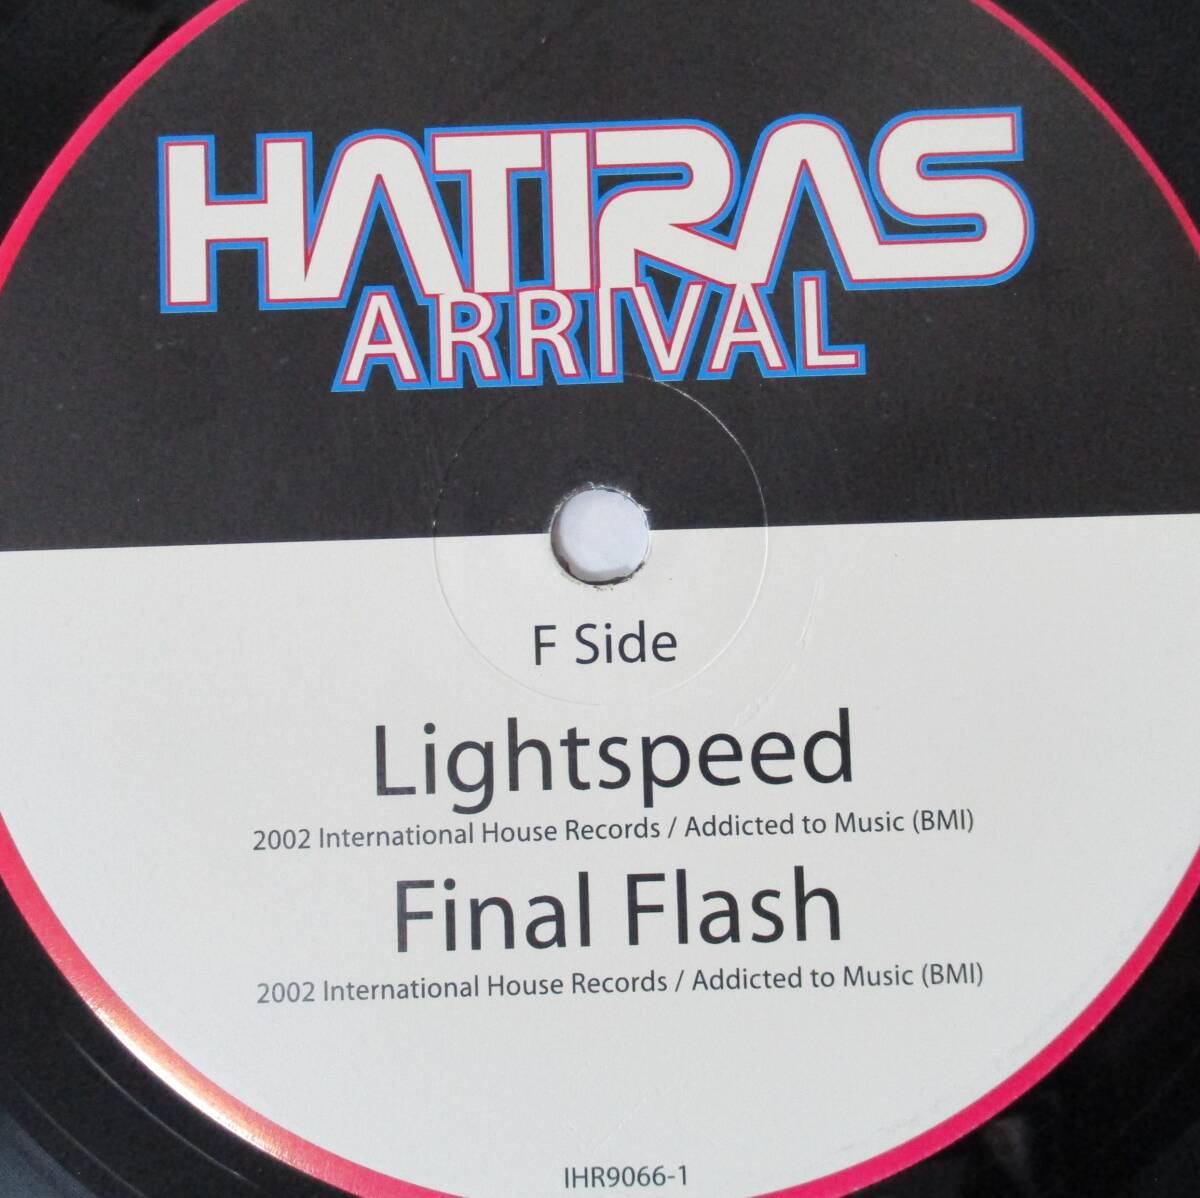 HATIRAS
ARRIVAL
F Side
Lightspeed
2002 International House Records / Addicted to Music (BMI)
Final Flash
2002 International House Records / Addicted to Music (BMI)
IHR9066-1